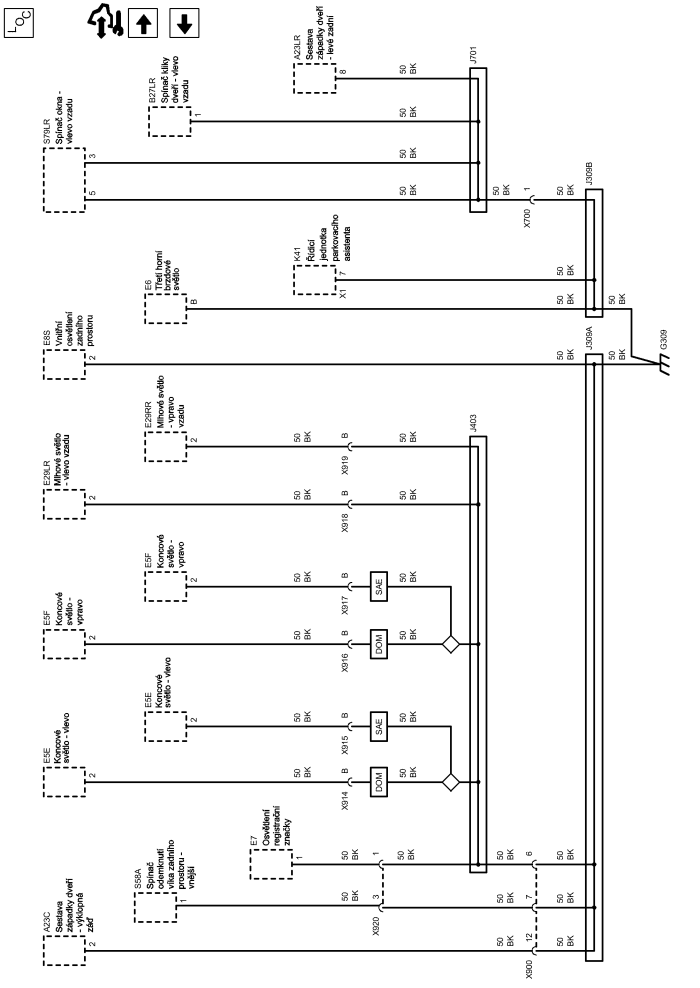 LOC
A23C
Sestava
západky dveří
- výklopná
záď
2
S58A
Spínač
odemknutí
víka zadního
prostoru -
vnější
1
E7
Osvětlení
registrační
značky
1
E5E
Koncové
světlo - vlevo
2
E5E
Koncové
světlo - vlevo
2
E5F
Koncové
světlo -
vpravo
2
E5F
Koncové
světlo -
vpravo
2
E29LR
Mlhové světlo
- vlevo vzadu
2
E29RR
Mlhové světlo
- vpravo
vzadu
2
E8S
Vnitřní
osvětlení
zadního
prostoru
2
E6
Třetí horní
brzdové
světlo
B
K41
Řídicí
jednotka
parkovacího
asistenta
X1 7
S79LR
Spínač okna -
vlevo vzadu
5 3
B27LR
Spínač kliky
dveří - vlevo
vzadu
1
A23LR
Sestava
západky dveří
- levé zadní
8
50 BK
50 BK
50 BK
50 BK
50 BK
50 BK
X914 B
X915 B
X916 B
X917 B
X918 B
X919 B
50 BK
50 BK
X920 3 1
DOM
SAE
DOM
SAE
50 BK
50 BK
50 BK
50 BK
50 BK
50 BK
50 BK
50 BK
50 BK
J403
J701
50 BK
50 BK
50 BK
X900 12 7 6
X700 1
50 BK
50 BK
50 BK
50 BK
50 BK
50 BK
50 BK
50 BK
J309A
J309B
50 BK
50 BK
G309